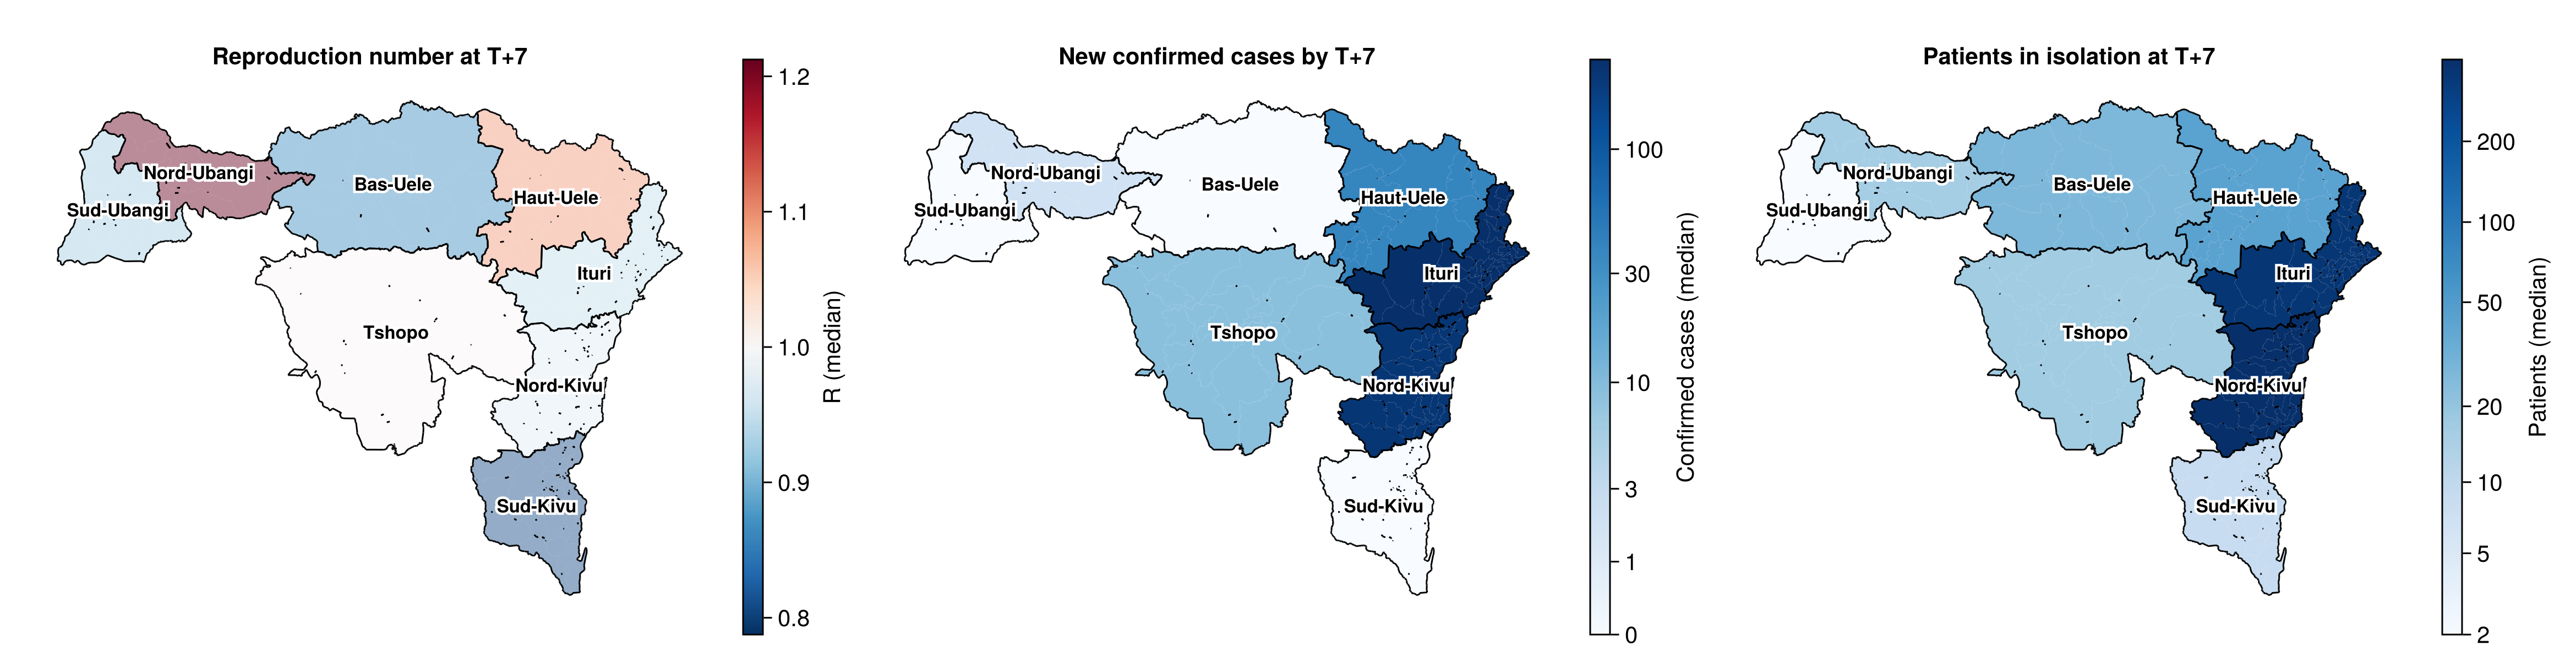 Reproduction number at T+7
Nord-Ubangi
Sud-Ubangi
Bas-Uele
Haut-Uele
Ituri
Tshopo
Nord-Kivu
Sud-Kivu
1.2
1.1
1.0
0.9
0.8
R (median)
New confirmed cases by T+7
Nord-Ubangi
Sud-Ubangi
Bas-Uele
Haut-Uele
Ituri
Tshopo
Nord-Kivu
Sud-Kivu
100
30
10
3
1
0
Confirmed cases (median)
Patients in isolation at T+7
Nord-Ubangi
Sud-Ubangi
Bas-Uele
Haut-Uele
Ituri
Tshopo
Nord-Kivu
Sud-Kivu
200
100
50
20
10
5
2
Patients (median)